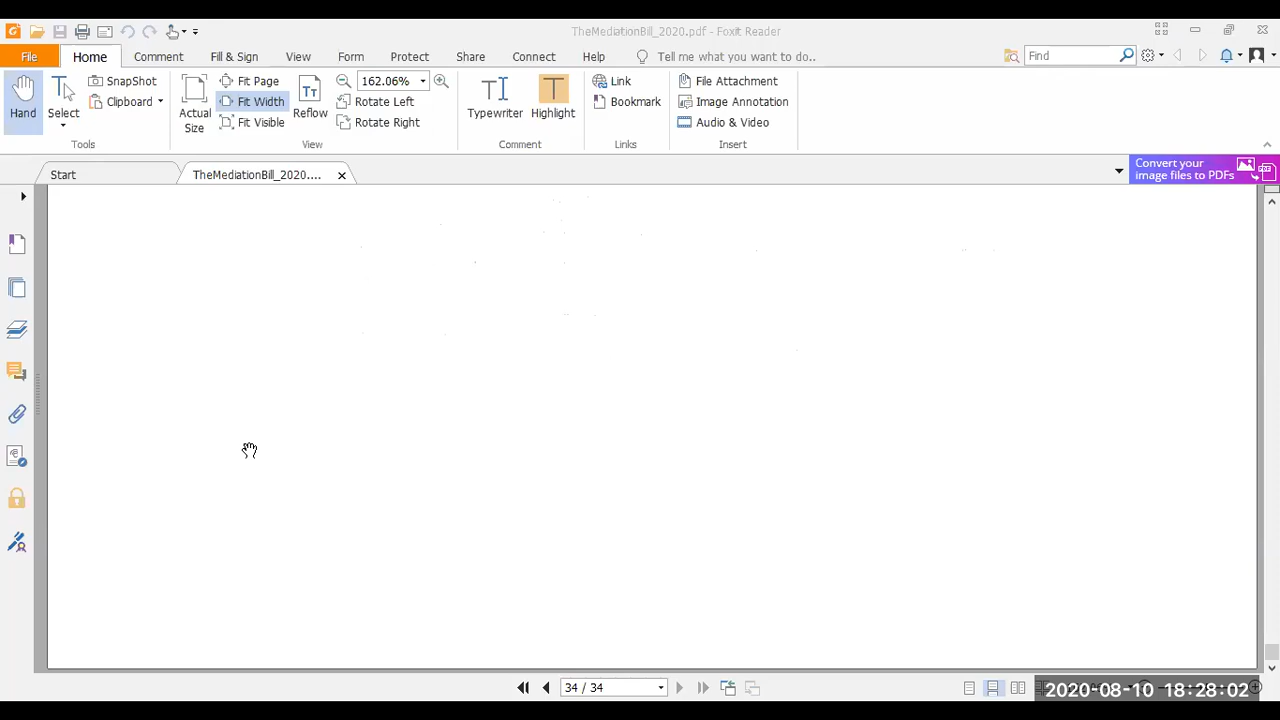 TheMediationBill_2020.pdf - Foxit Reader
File Home Comment Fill & Sign View Form Protect Share Connect Help Tell me what you want to do.. Find
SnapShot Fit Page 162.06% Link File Attachment
Hand Select Clipboard Actual Size Fit Width Reflow Rotate Left Typewriter Highlight Bookmark Image Annotation
Fit Visible Rotate Right Audio & Video
Tools View Comment Links Insert
Start TheMediationBill_2020.... Convert your
image files to PDFs
34 / 34
2020-08-10 18:28:02